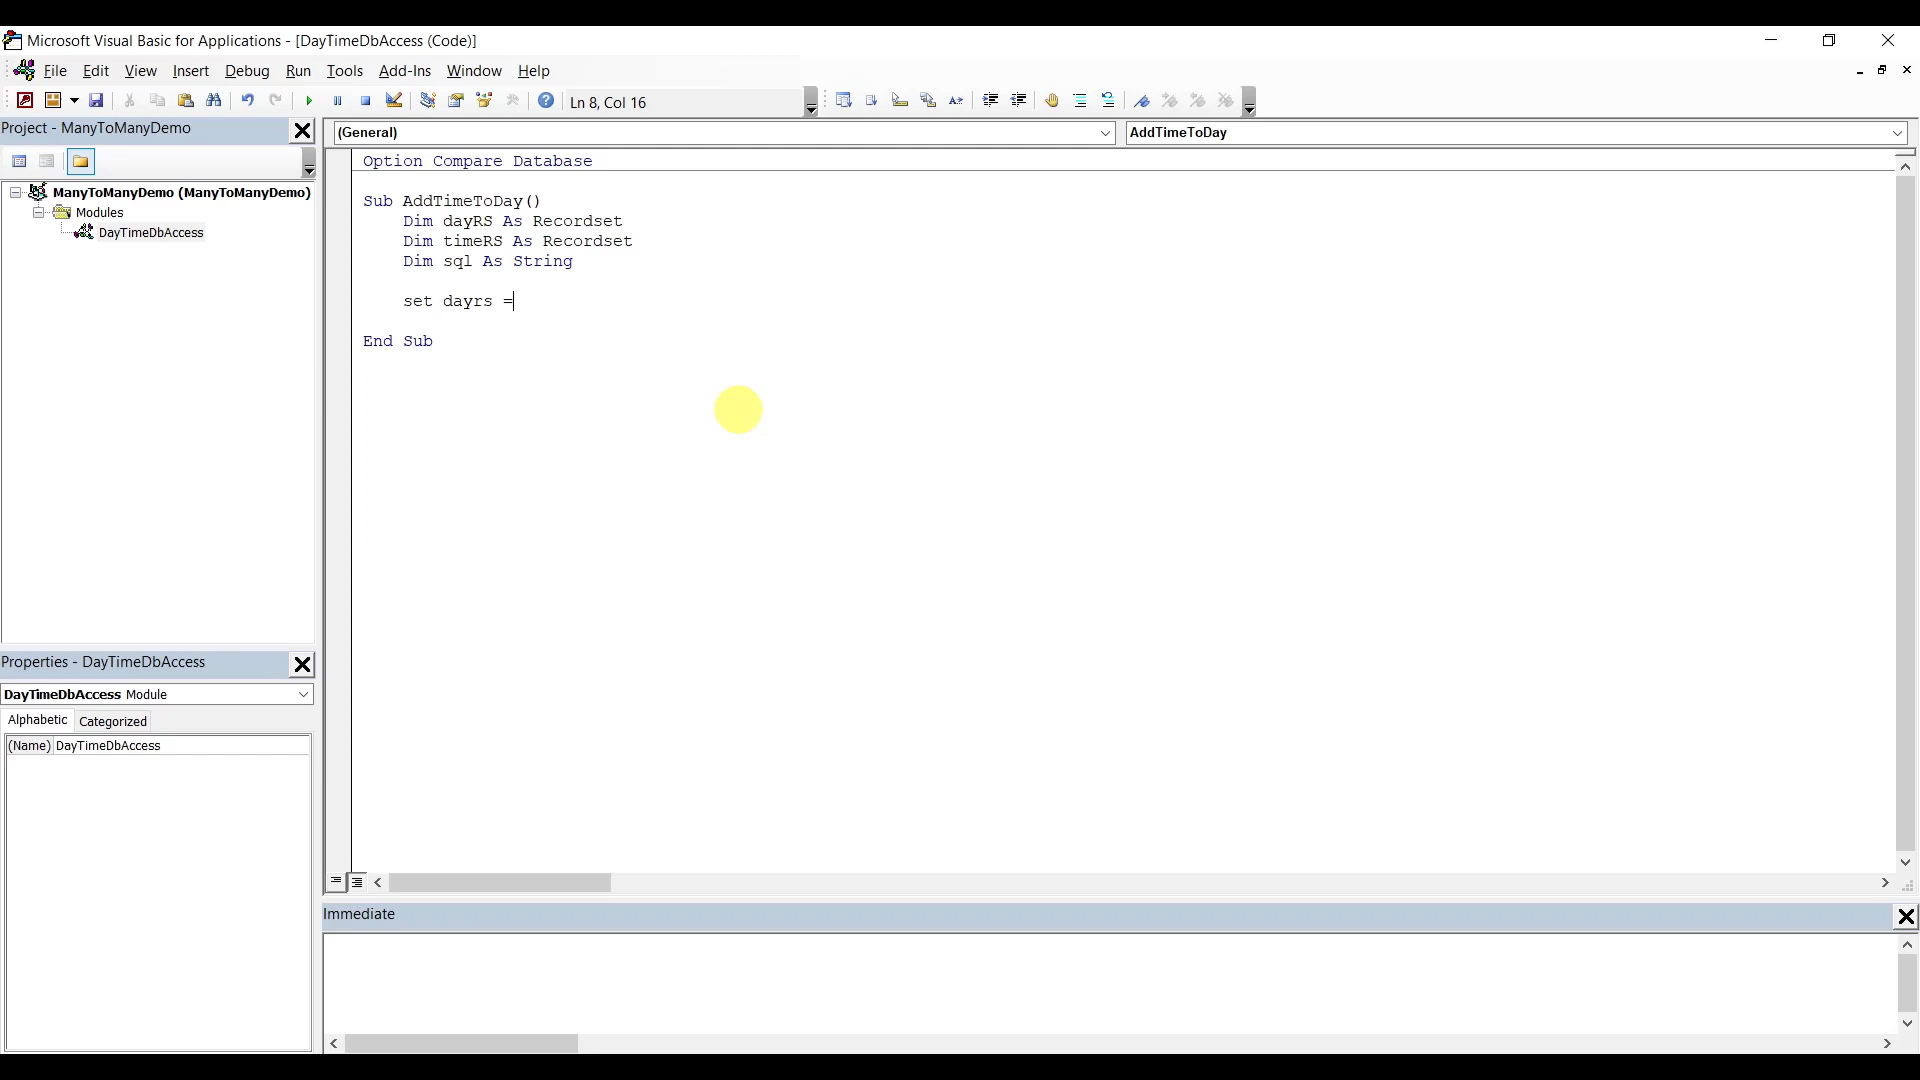 Microsoft Visual Basic for Applications - [DayTimeDbAccess (Code)]
File Edit View Insert Debug Run Tools Add-Ins Window Help
Ln 8, Col 16
Project - ManyToManyDemo
ManyToManyDemo (ManyToManyDemo)
Modules
DayTimeDbAccess
Properties - DayTimeDbAccess
DayTimeDbAccess Module
Alphabetic Categorized
(Name) DayTimeDbAccess
(General) AddTimeToDay
Option Compare Database
Sub AddTimeToDay()
Dim dayRS As Recordset
Dim timeRS As Recordset
Dim sql As String
set dayrs =
End Sub
Immediate